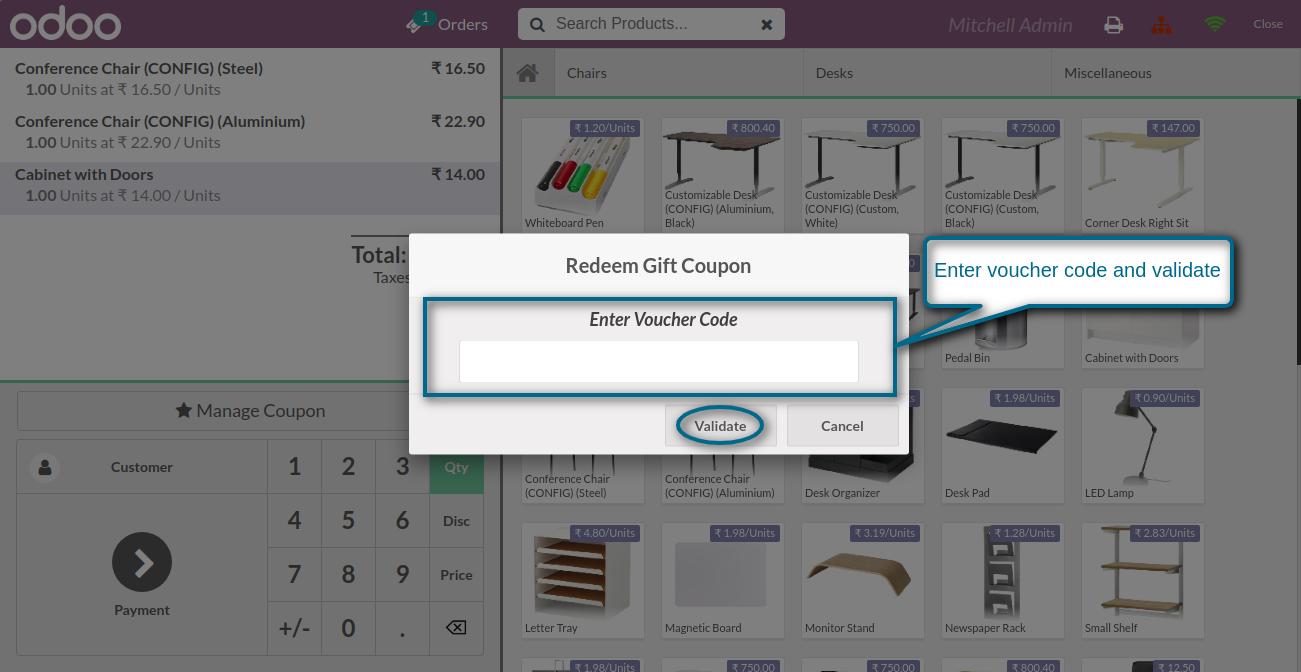 odoo
1
Orders
Search Products...
Mitchell Admin
Close
Conference Chair (CONFIG) (Steel) ₹ 16.50
1.00 Units at ₹ 16.50 / Units
Conference Chair (CONFIG) (Aluminium) ₹ 22.90
1.00 Units at ₹ 22.90 / Units
Cabinet with Doors ₹ 14.00
1.00 Units at ₹ 14.00 / Units
Total:
Taxes
Manage Coupon
Customer
1 2 3 Qty
4 5 6 Disc
7 8 9 Price
+/- 0 .
Payment
Chairs
Desks
Miscellaneous
₹ 1.20/Units
Whiteboard Pen
₹ 800.40
Customizable Desk
(CONFIG) (Aluminium,
Black)
₹ 750.00
Customizable Desk
(CONFIG) (Custom,
White)
₹ 750.00
Customizable Desk
(CONFIG) (Custom,
Black)
₹ 147.00
Corner Desk Right Sit
Redeem Gift Coupon
Enter Voucher Code
Validate
Cancel
Enter voucher code and validate
Pedal Bin
Cabinet with Doors
Conference Chair
(CONFIG) (Steel)
Conference Chair
(CONFIG) (Aluminium)
Desk Organizer
₹ 1.98/Units
Desk Pad
₹ 0.90/Units
LED Lamp
₹ 4.80/Units
Letter Tray
₹ 1.98/Units
Magnetic Board
₹ 3.19/Units
Monitor Stand
₹ 1.28/Units
Newspaper Rack
₹ 2.83/Units
Small Shelf
₹ 1.98/Units
₹ 750.00
₹ 750.00
₹ 800.40
₹ 12.50